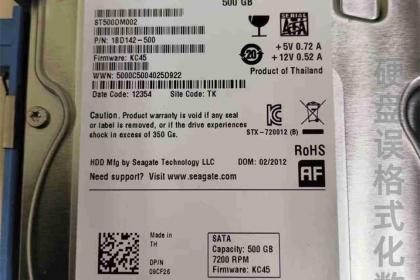 500 GB
ST500DM002
P/N: 18D142-500
Firmware: KC45
WWN: 5000C5004025D922
Date Code: 12354 Site Code: TK
SERIAL
ATA
+5V 0.72 A
+12V 0.52 A
Product of Thailand
Caution: Product warranty is void if any seal
or label is removed, or if the drive experiences
shock in excess of 350 Gs.
STX-720012 (B)
HDD Mfg by Seagate Technology LLC
DOM: 02/2012
RoHS
Need support? Visit www.seagate.com
AF
Made in
TH
DP/N
09CF26
SATA
Capacity: 500 GB
7200 RPM
Firmware: KC45
硬盘误格式化数